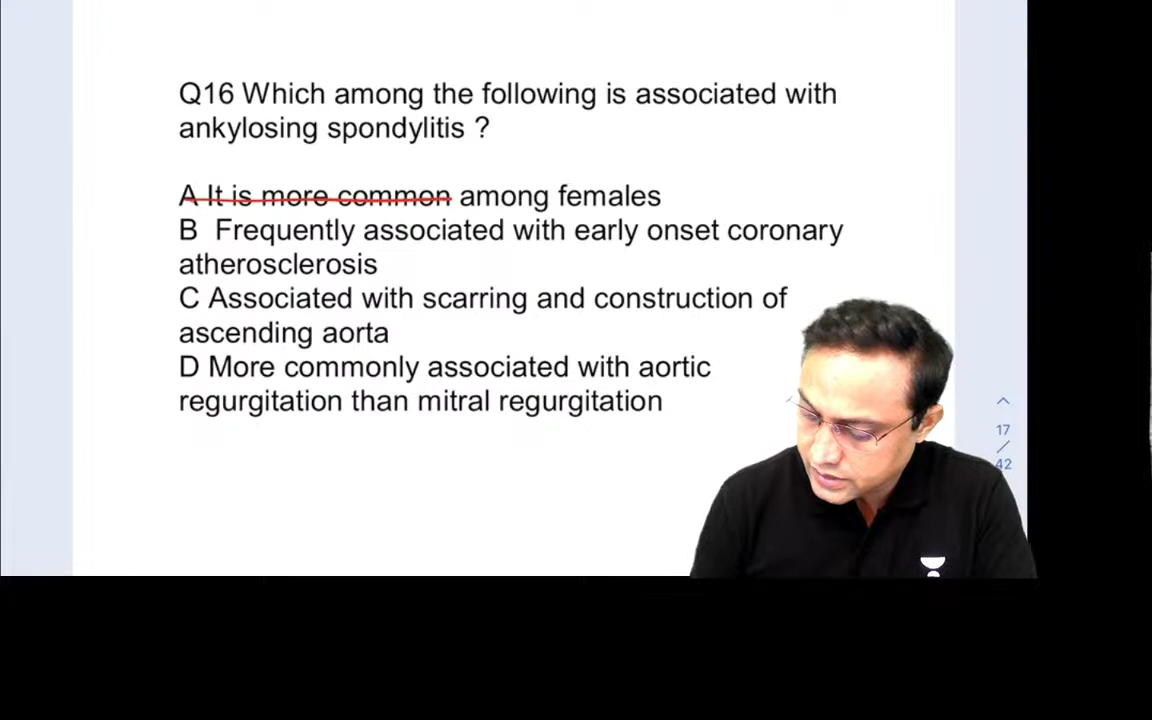 Q16 Which among the following is associated with
ankylosing spondylitis ?
A It is more common among females
B Frequently associated with early onset coronary
atherosclerosis
C Associated with scarring and construction of
ascending aorta
D More commonly associated with aortic
regurgitation than mitral regurgitation
17
/
42